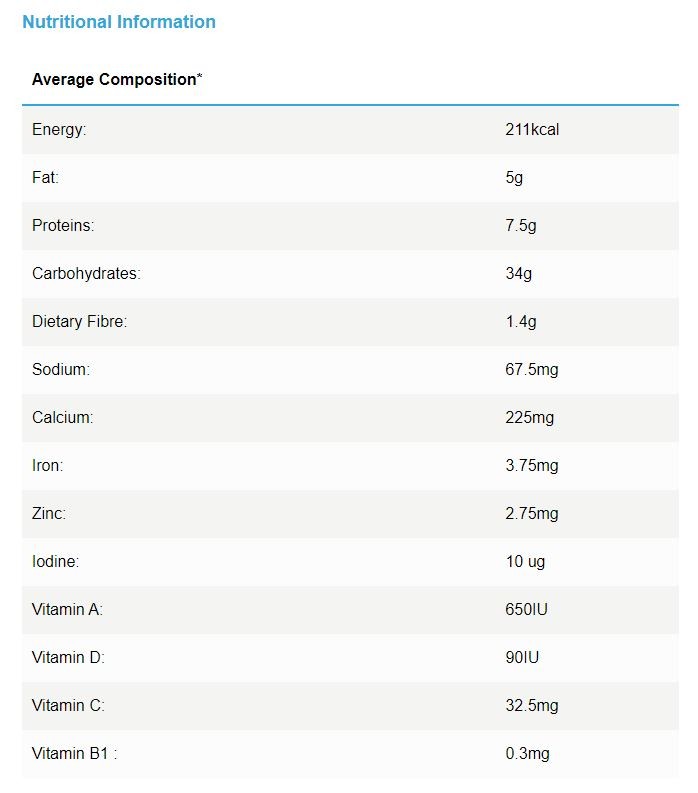 Nutritional Information
Average Composition*
Energy: 211kcal
Fat: 5g
Proteins: 7.5g
Carbohydrates: 34g
Dietary Fibre: 1.4g
Sodium: 67.5mg
Calcium: 225mg
Iron: 3.75mg
Zinc: 2.75mg
Iodine: 10 ug
Vitamin A: 650IU
Vitamin D: 90IU
Vitamin C: 32.5mg
Vitamin B1 : 0.3mg